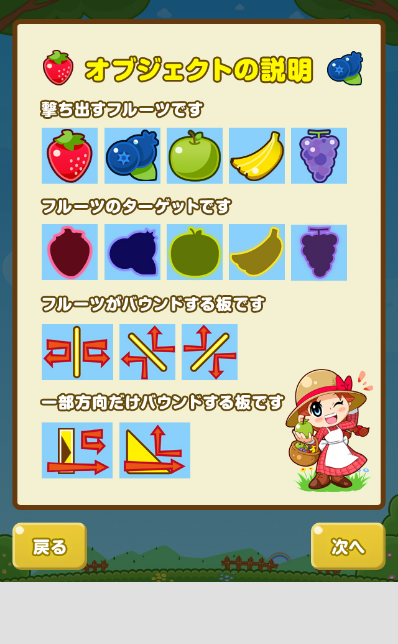 オブジェクトの説明
撃ち出すフルーツです
フルーツのターゲットです
フルーツがバウンドする板です
一部方向だけバウンドする板です
戻る
次へ